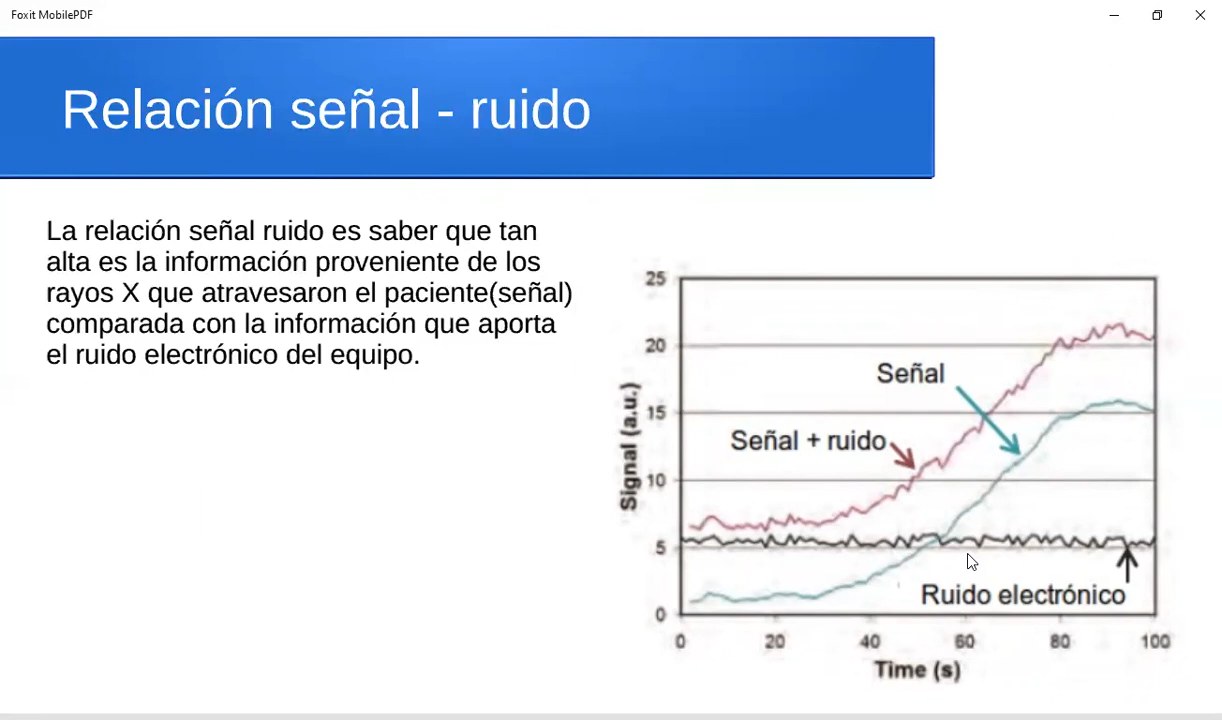 Foxit MobilePDF
Relación señal - ruido
La relación señal ruido es saber que tan
alta es la información proveniente de los
rayos X que atravesaron el paciente(señal)
comparada con la información que aporta
el ruido electrónico del equipo.
25
20
15
10
5
0
Signal (a.u.)
Señal
Señal + ruido
Ruido electrónico
0 20 40 60 80 100
Time (s)